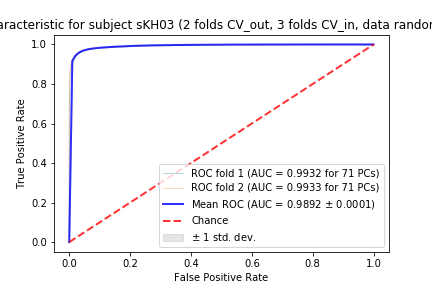 aracteristic for subject sKH03 (2 folds CV_out, 3 folds CV_in, data randor
1.0
0.8
0.6
0.4
0.2
0.0
True Positive Rate
ROC fold 1 (AUC = 0.9932 for 71 PCs)
ROC fold 2 (AUC = 0.9933 for 71 PCs)
Mean ROC (AUC = 0.9892 ± 0.0001)
Chance
± 1 std. dev.
0.0 0.2 0.4 0.6 0.8 1.0
False Positive Rate